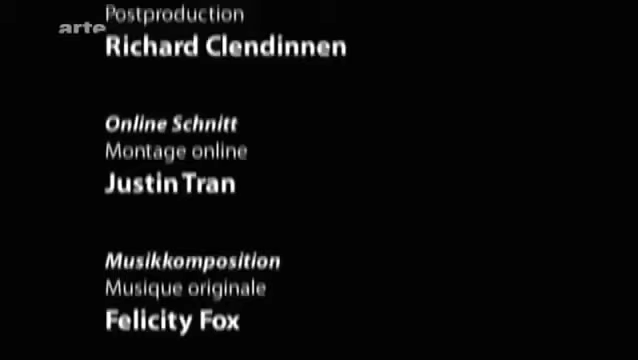 Postproduction
arte
Richard Clendinnen
Online Schnitt
Montage online
Justin Tran
Musikkomposition
Musique originale
Felicity Fox